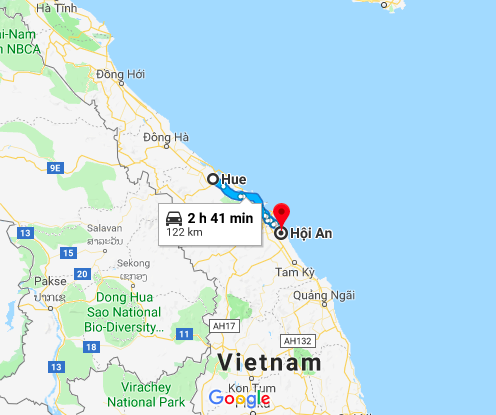 Hà Tĩnh
-Ni-Nam
n NBCA
Đồng Hới
Đông Hà
9E
Hue
2 h 41 min
122 km
Hội An
13
Salavan
ສາລະວັນ
15
20
Sekong
ເຊກອງ
Tam Kỳ
Pakse
ປາກເຊ
Dong Hua
Sao National
Bio-Diversity...
Quảng Ngãi
13
11
AH17
AH132
18
Vietnam
Virachey
National Park
Kon Tum
Google